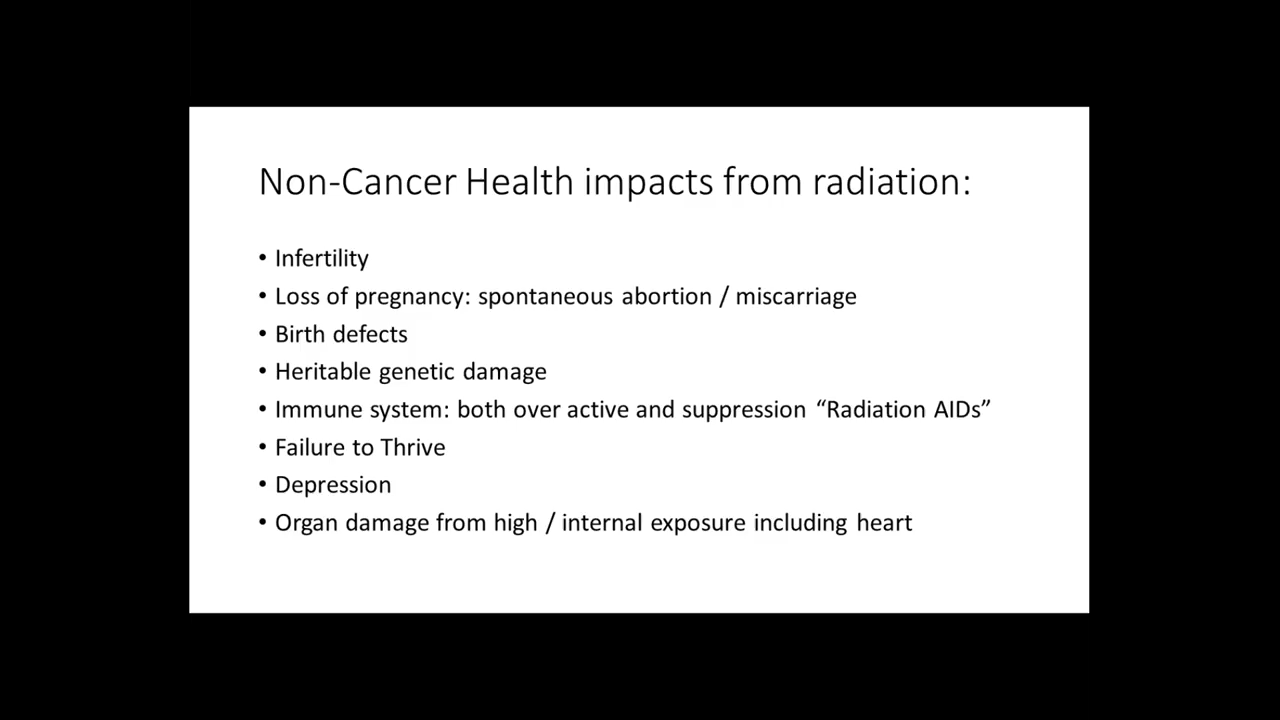 Non-Cancer Health impacts from radiation:
• Infertility
• Loss of pregnancy: spontaneous abortion / miscarriage
• Birth defects
• Heritable genetic damage
• Immune system: both over active and suppression “Radiation AIDs”
• Failure to Thrive
• Depression
• Organ damage from high / internal exposure including heart